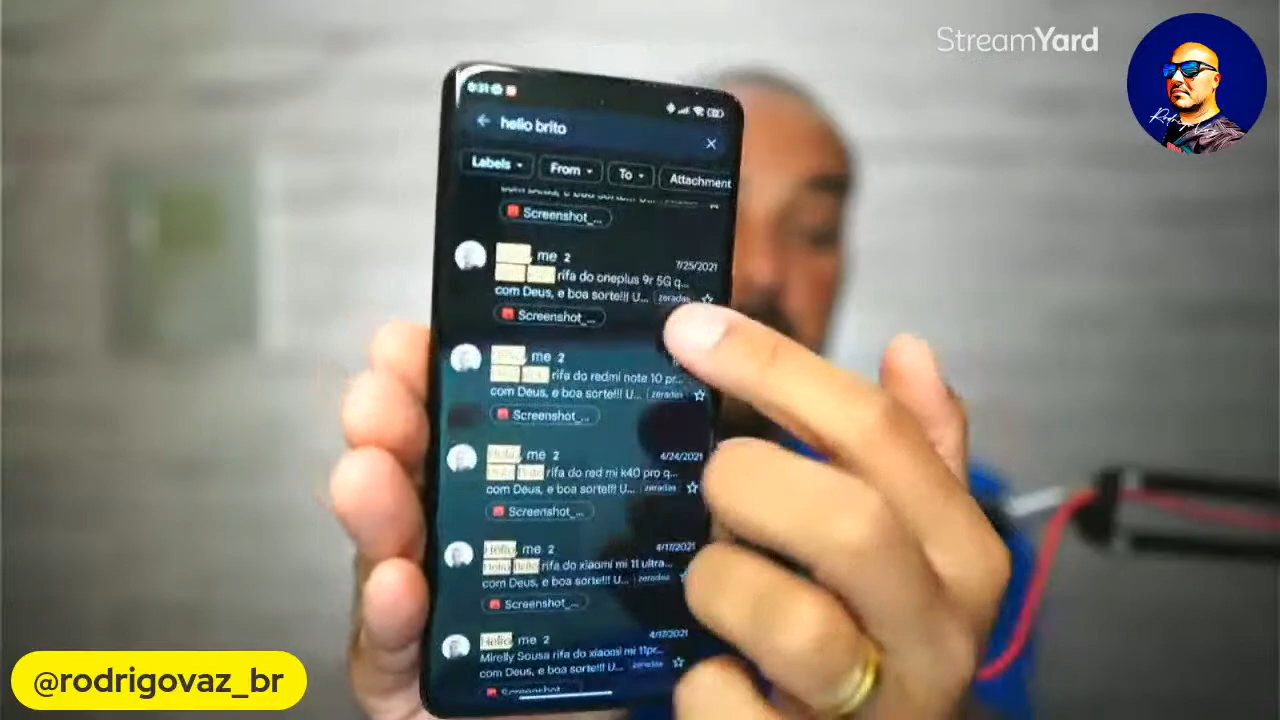 StreamYard
Rodrigo Vaz
hello brito
Labels
From
To
Attachment
Screenshot_...
, me 2
7/25/2021
rifa do oneplus 9r 5G q...
com Deus, e boa sorte!!! U...
zeradas
Screenshot_...
, me 2
rifa do redmi note 10 pr...
com Deus, e boa sorte!!! U...
zeradas
Screenshot_...
, me 2
4/24/2021
rifa do red mi k40 pro q...
com Deus, e boa sorte!!! U...
zeradas
Screenshot_...
Helio, me 2
4/17/2021
rifa do xiaomi mi 11 ultra...
com Deus, e boa sorte!!! U...
zeradas
Screenshot_...
Helio, me 2
4/17/2021
Mirelly Sousa rifa do xiaomi mi 11pr...
com Deus, e boa sorte!!! U...
zeradas
Screenshot_...
@rodrigovaz_br